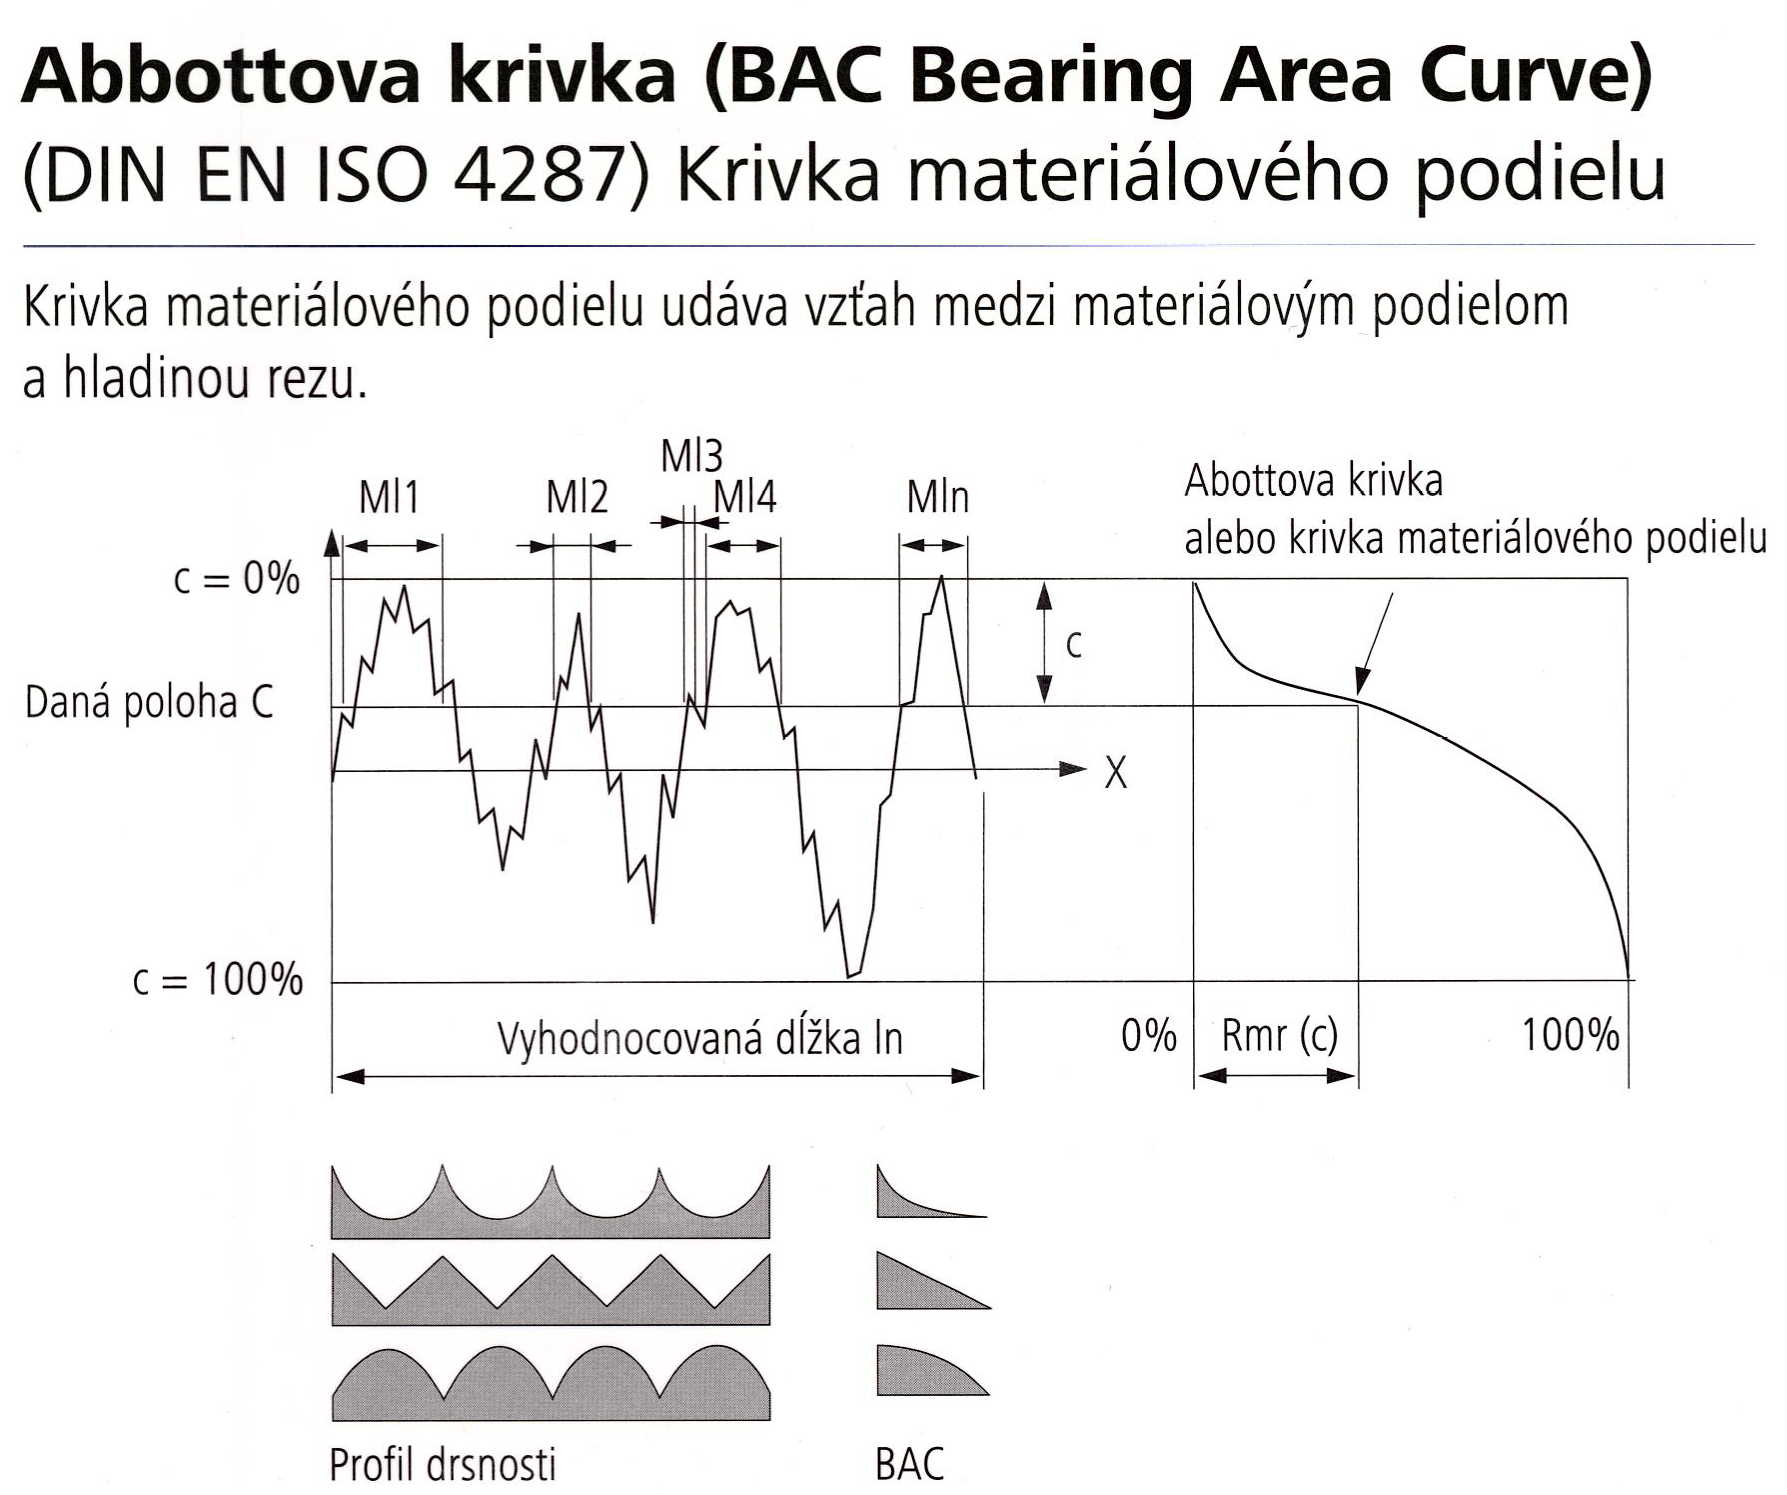 Abbottova krivka (BAC Bearing Area Curve)
(DIN EN ISO 4287) Krivka materiálového podielu
Krivka materiálového podielu udáva vzťah medzi materiálovým podielom
a hladinou rezu.
Ml3
Ml1
Ml2
Ml4
Mln
Abottova krivka
alebo krivka materiálového podielu
c = 0%
c
Daná poloha C
X
c = 100%
Vyhodnocovaná dĺžka ln
0%
Rmr (c)
100%
Profil drsnosti
BAC